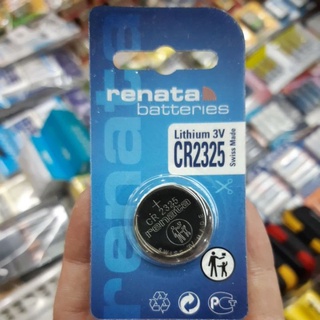 renata
batteries
Lithium 3V
CR2325
Swiss Made
+
CR 2325
renata